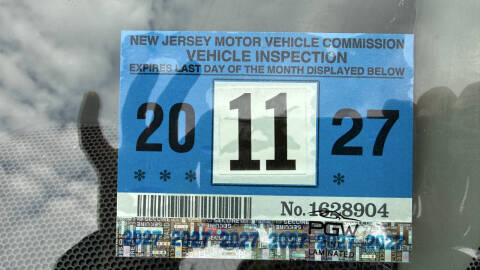 NEW JERSEY MOTOR VEHICLE COMMISSION
VEHICLE INSPECTION
EXPIRES LAST DAY OF THE MONTH DISPLAYED BELOW
20 11 27
* * * * *
No. 1628904
PGW
LAMINATED
2027 2027 2027 2027 2027 2027